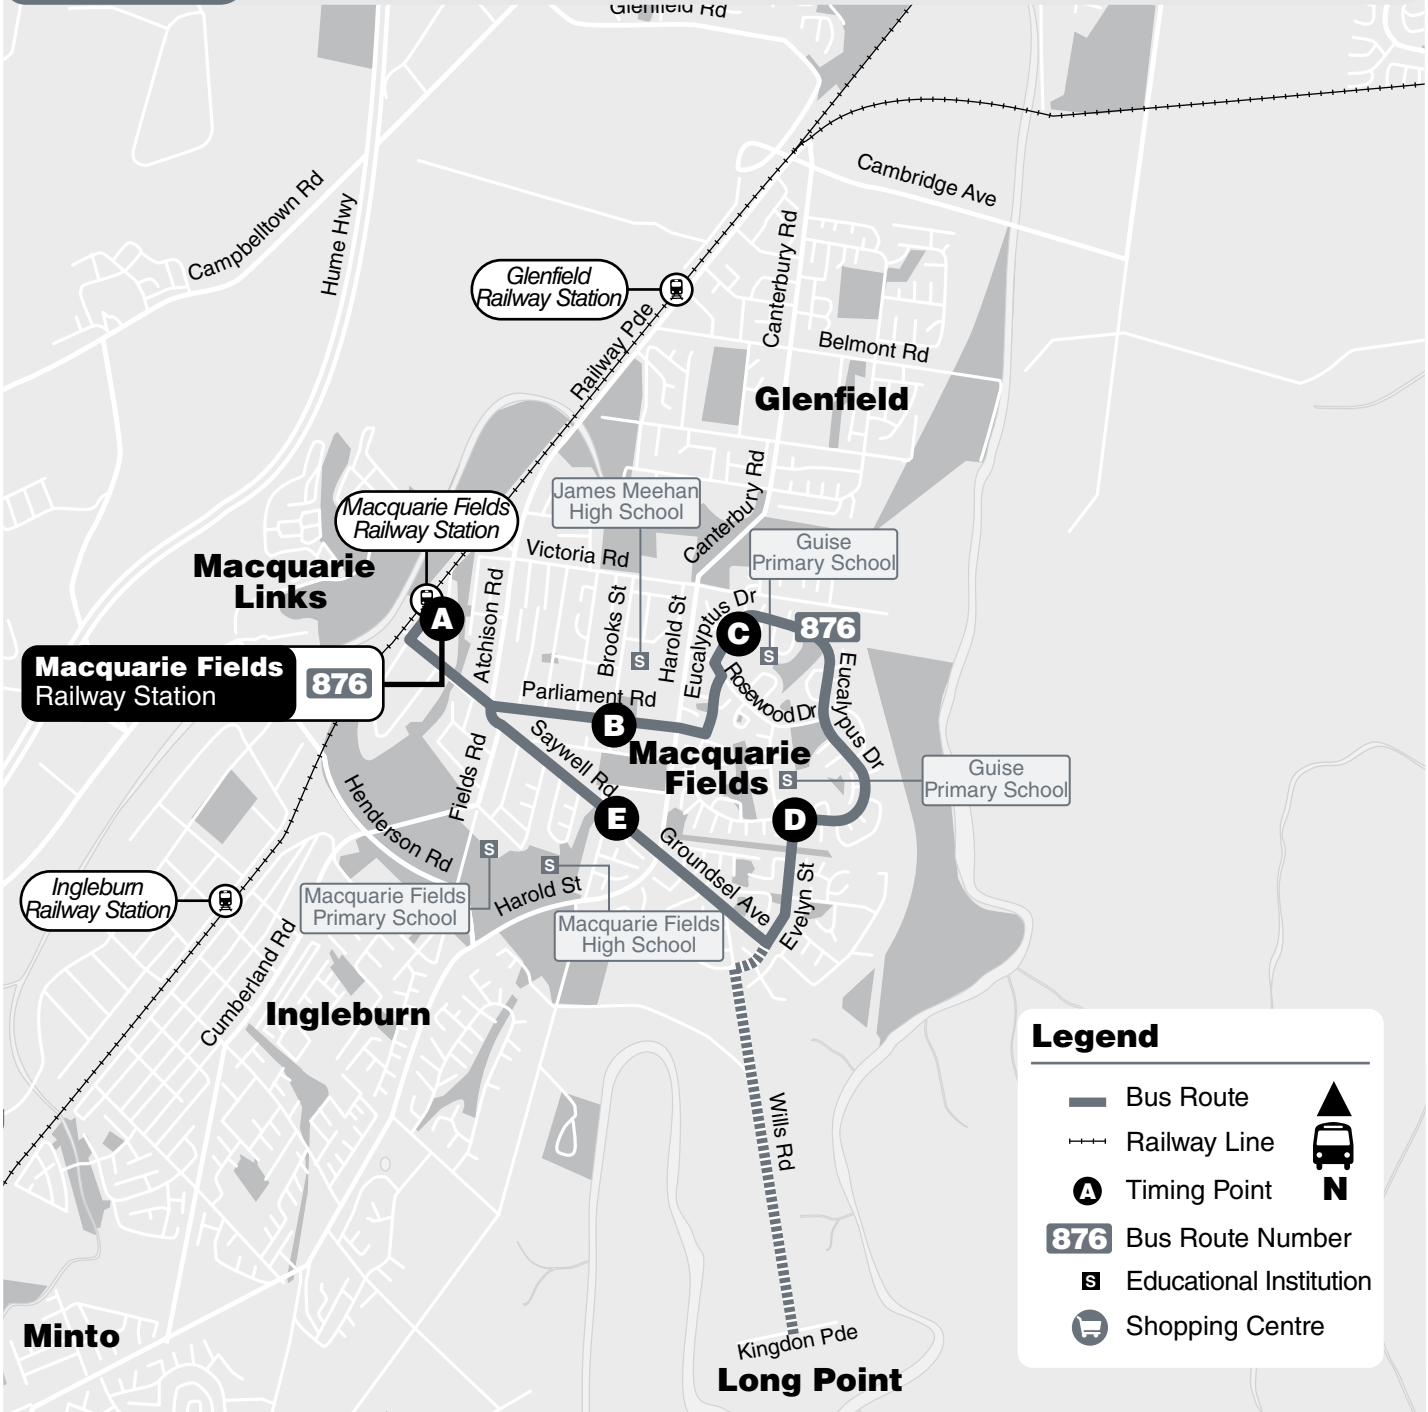 Glenfield Rd
Campbelltown Rd
Hume Hwy
Cambridge Ave
Canterbury Rd
Glenfield
Railway Station
Railway Pde
Belmont Rd
Glenfield
James Meehan
High School
Canterbury Rd
Macquarie Fields
Railway Station
Guise
Primary School
Victoria Rd
Macquarie
Links
Atchison Rd
Brooks St
Harold St
Eucalyptus Dr
A
C
876
S
S
Macquarie Fields
Railway Station
876
Parliament Rd
B
Rosewood Dr
Eucalypus Dr
Saywell Rd
Macquarie
Fields
S
Guise
Primary School
Fields Rd
Henderson Rd
E
D
Groundsel Ave
Evelyn St
S
S
Harold St
Ingleburn
Railway Station
Macquarie Fields
Primary School
Macquarie Fields
High School
Cumberland Rd
Ingleburn
Wills Rd
Minto
Kingdon Pde
Long Point
Legend
Bus Route
Railway Line
A
Timing Point
N
876
Bus Route Number
S
Educational Institution
Shopping Centre